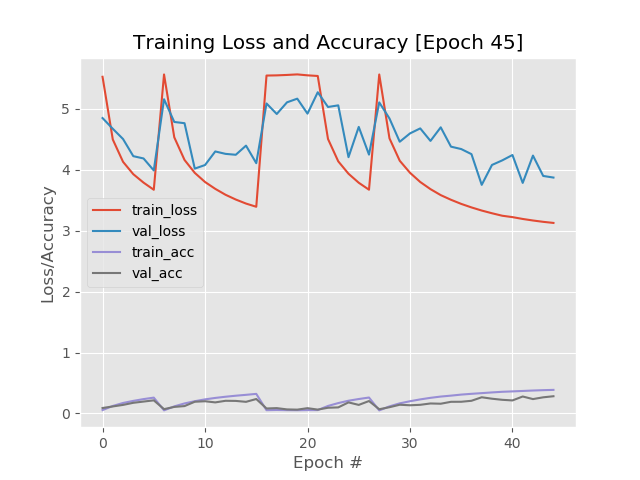 Training Loss and Accuracy [Epoch 45]
Loss/Accuracy
5
4
3
2
1
0
train_loss
val_loss
train_acc
val_acc
0 10 20 30 40
Epoch #